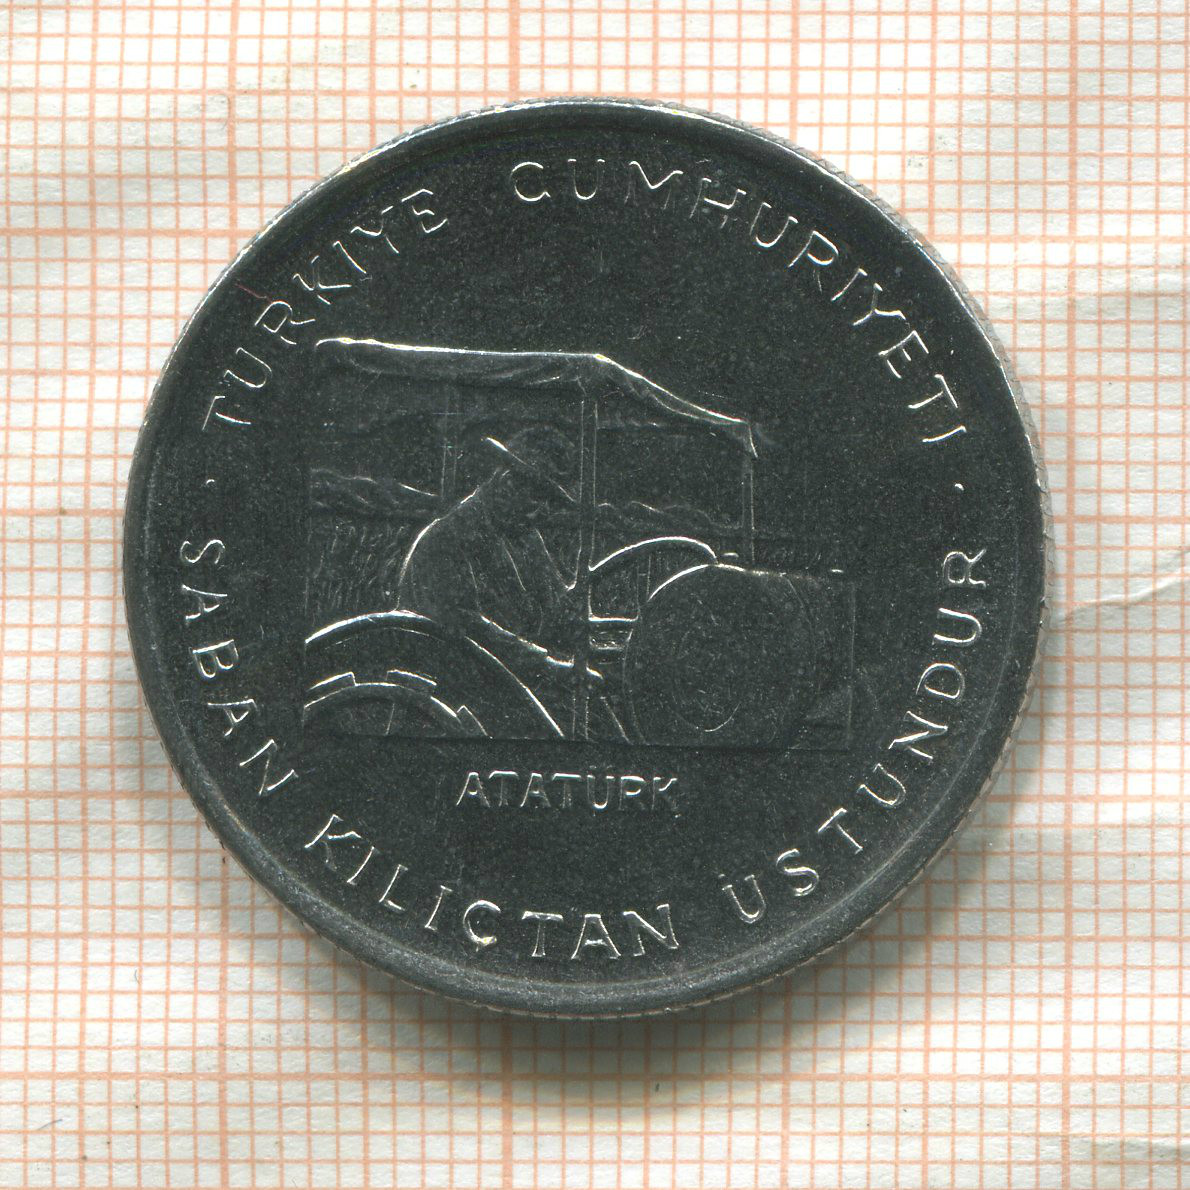 TÜRKİYE CUMHURİYETİ
ATATÜRK
SABAN KILIÇTAN ÜSTÜNDÜR